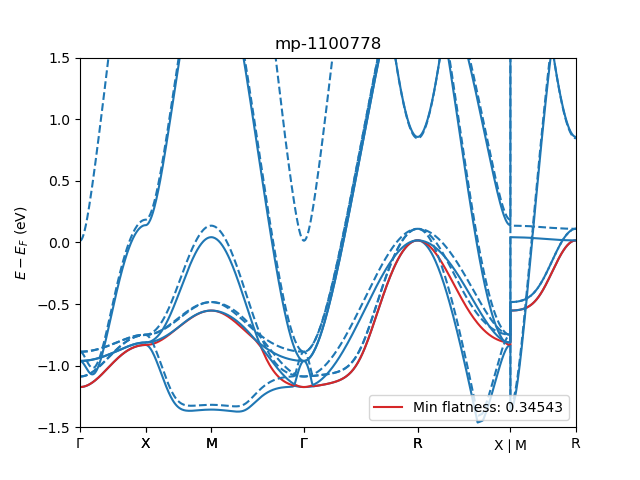 mp-1100778
E − E_F (eV)
1.5
1.0
0.5
0.0
−0.5
−1.0
−1.5
Min flatness: 0.34543
Γ X M Γ R X | M R